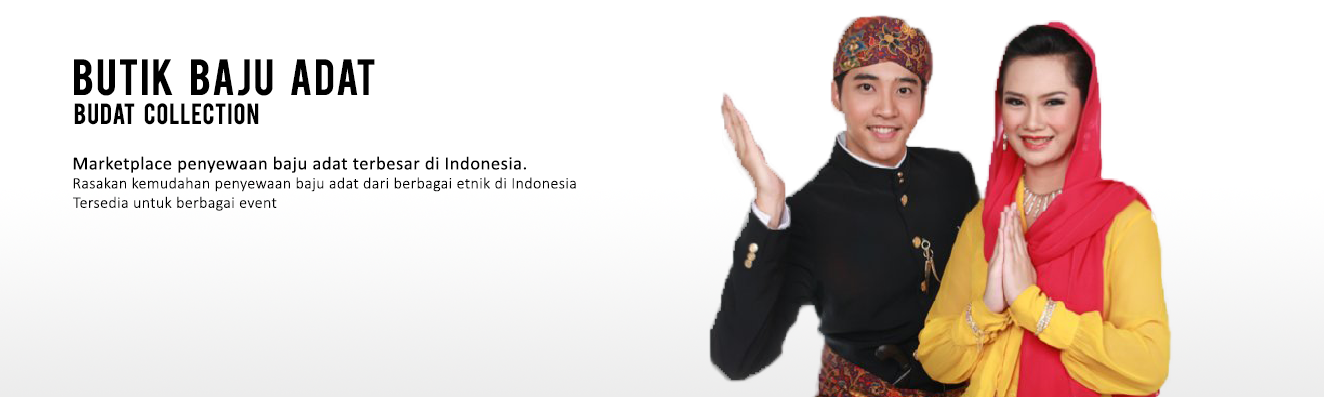 BUTIK BAJU ADAT
BUDAT COLLECTION
Marketplace penyewaan baju adat terbesar di Indonesia.
Rasakan kemudahan penyewaan baju adat dari berbagai etnik di Indonesia
Tersedia untuk berbagai event